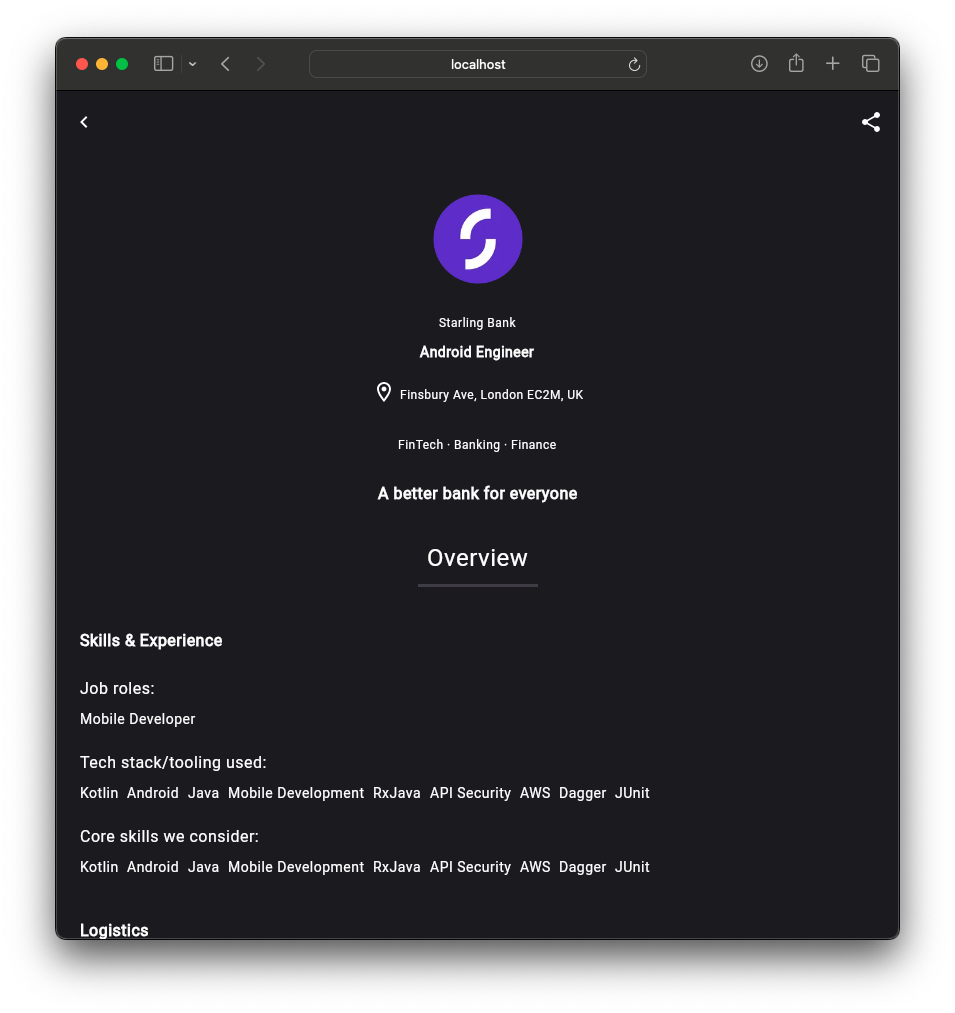 localhost
Starling Bank
Android Engineer
Finsbury Ave, London EC2M, UK
FinTech · Banking · Finance
A better bank for everyone
Overview
Skills & Experience
Job roles:
Mobile Developer
Tech stack/tooling used:
Kotlin Android Java Mobile Development RxJava API Security AWS Dagger JUnit
Core skills we consider:
Kotlin Android Java Mobile Development RxJava API Security AWS Dagger JUnit
Logistics